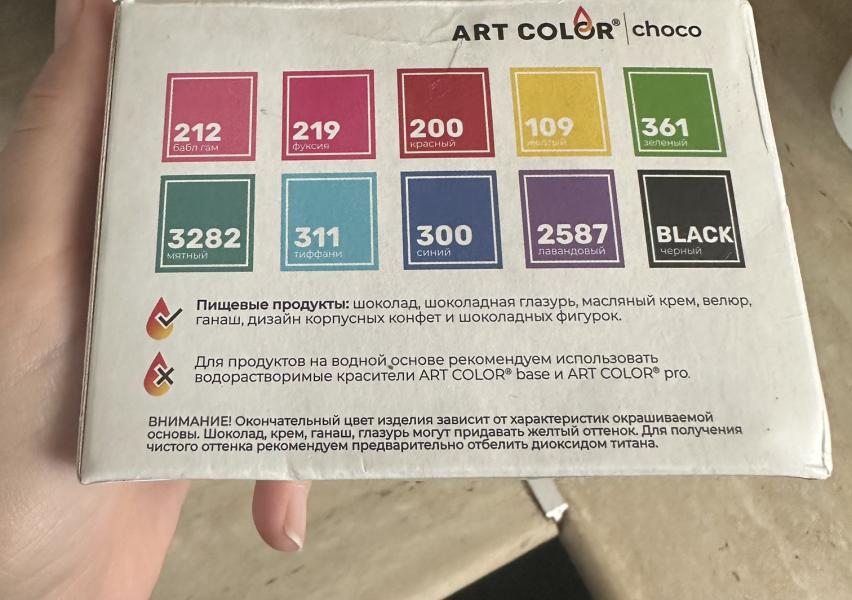 ART COLOR® choco
212 219 200 109 361
бабл гам фуксия красный желтый зеленый
3282 311 300 2587 BLACK
мятный тиффани синий лавандовый черный
Пищевые продукты: шоколад, шоколадная глазурь, масляный крем, велюр,
ганаш, дизайн корпусных конфет и шоколадных фигурок.
Для продуктов на водной основе рекомендуем использовать
водорастворимые красители ART COLOR® base и ART COLOR® pro.
ВНИМАНИЕ! Окончательный цвет изделия зависит от характеристик окрашиваемой
основы. Шоколад, крем, ганаш, глазурь могут придавать желтый оттенок. Для получения
чистого оттенка рекомендуем предварительно отбелить диоксидом титана.